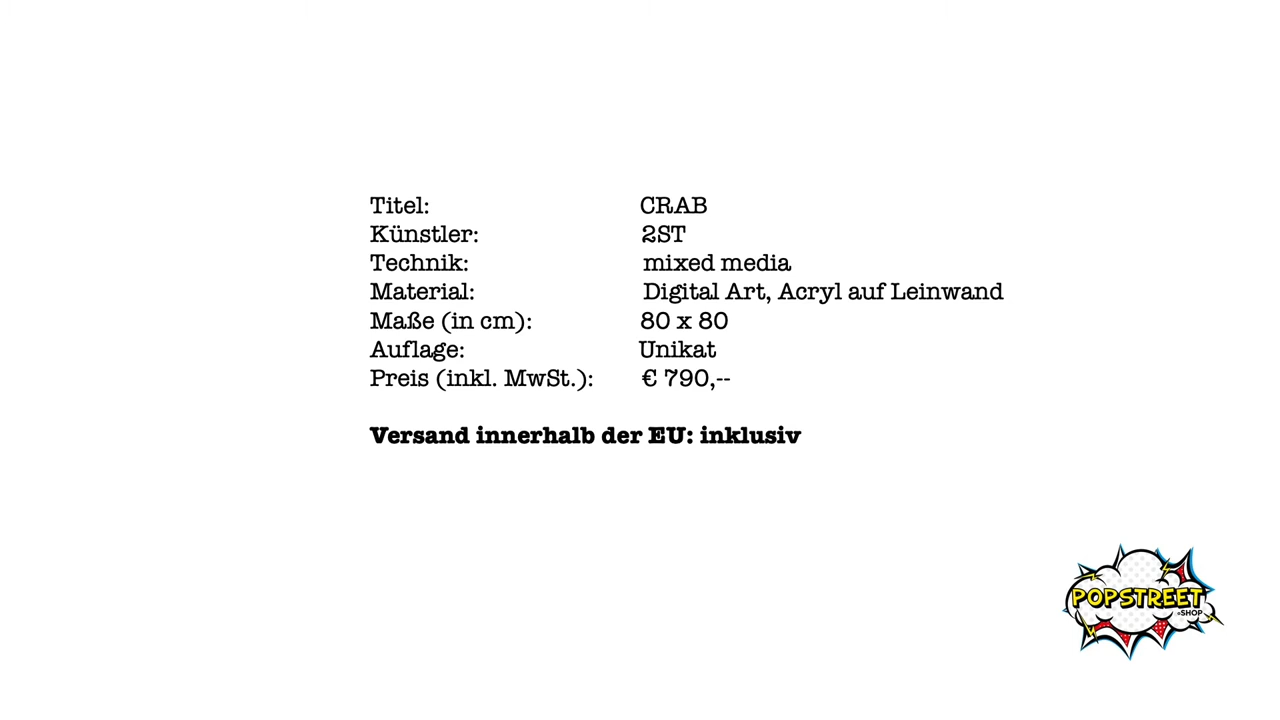 Titel: CRAB
Künstler: 2ST
Technik: mixed media
Material: Digital Art, Acryl auf Leinwand
Maße (in cm): 80 x 80
Auflage: Unikat
Preis (inkl. MwSt.): € 790,--
Versand innerhalb der EU: inklusiv
POPSTREET
.SHOP